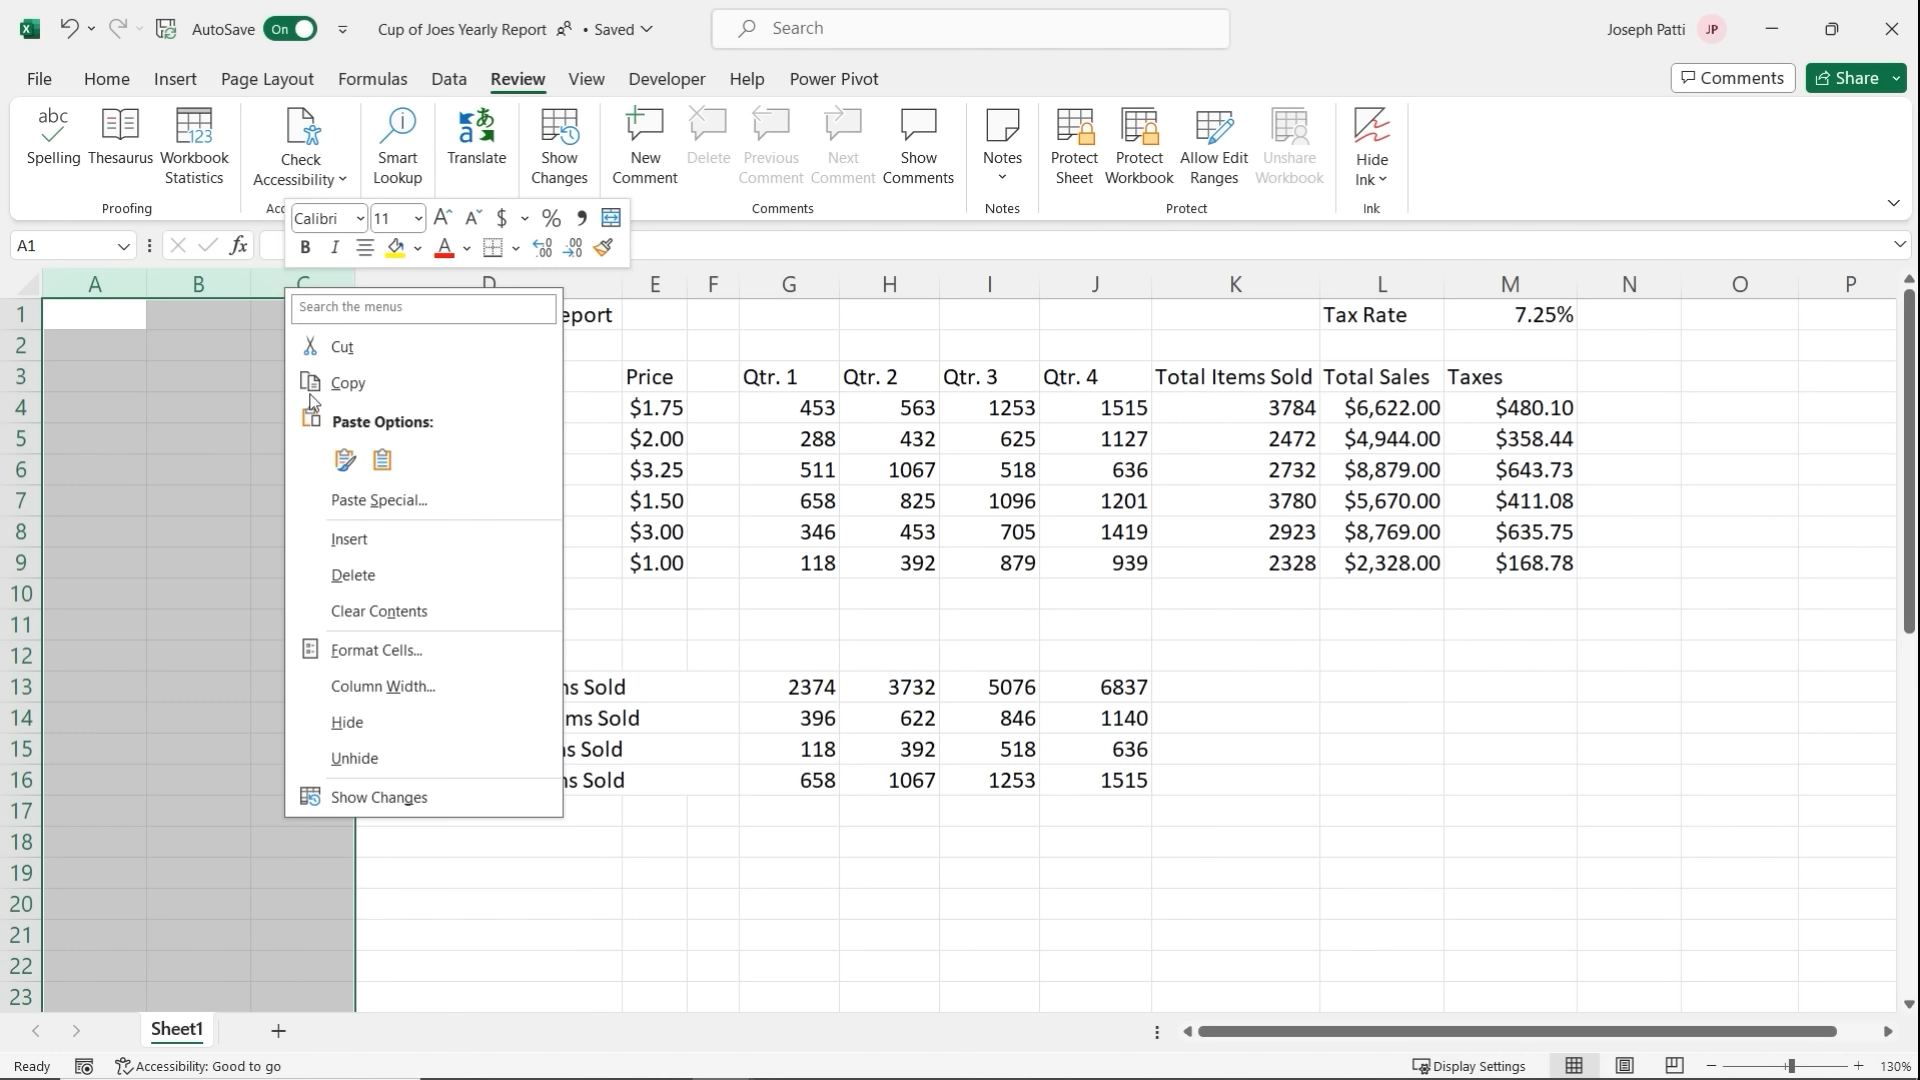 AutoSave On Cup of Joes Yearly Report • Saved Search Joseph Patti JP
File Home Insert Page Layout Formulas Data Review View Developer Help Power Pivot Comments Share
abc
Spelling Thesaurus Workbook Statistics Check Accessibility Smart Lookup Translate Show Changes New Comment Delete Previous Comment Next Comment Show Comments Notes Protect Sheet Protect Workbook Allow Edit Ranges Unshare Workbook Hide Ink
Proofing Acc Comments Notes Protect Ink
Calibri 11 A A $ % ,
A1 fx B I A
A B C D E F G H I J K L M N O P
1 eport Tax Rate 7.25%
2
3 Price Qtr. 1 Qtr. 2 Qtr. 3 Qtr. 4 Total Items Sold Total Sales Taxes
4 $1.75 453 563 1253 1515 3784 $6,622.00 $480.10
5 $2.00 288 432 625 1127 2472 $4,944.00 $358.44
6 $3.25 511 1067 518 636 2732 $8,879.00 $643.73
7 $1.50 658 825 1096 1201 3780 $5,670.00 $411.08
8 $3.00 346 453 705 1419 2923 $8,769.00 $635.75
9 $1.00 118 392 879 939 2328 $2,328.00 $168.78
10
11
12
13 ns Sold 2374 3732 5076 6837
14 ms Sold 396 622 846 1140
15 ns Sold 118 392 518 636
16 ns Sold 658 1067 1253 1515
17
18
19
20
21
22
23
Search the menus
Cut
Copy
Paste Options:
Paste Special...
Insert
Delete
Clear Contents
Format Cells...
Column Width...
Hide
Unhide
Show Changes
Sheet1
Ready Accessibility: Good to go Display Settings 130%